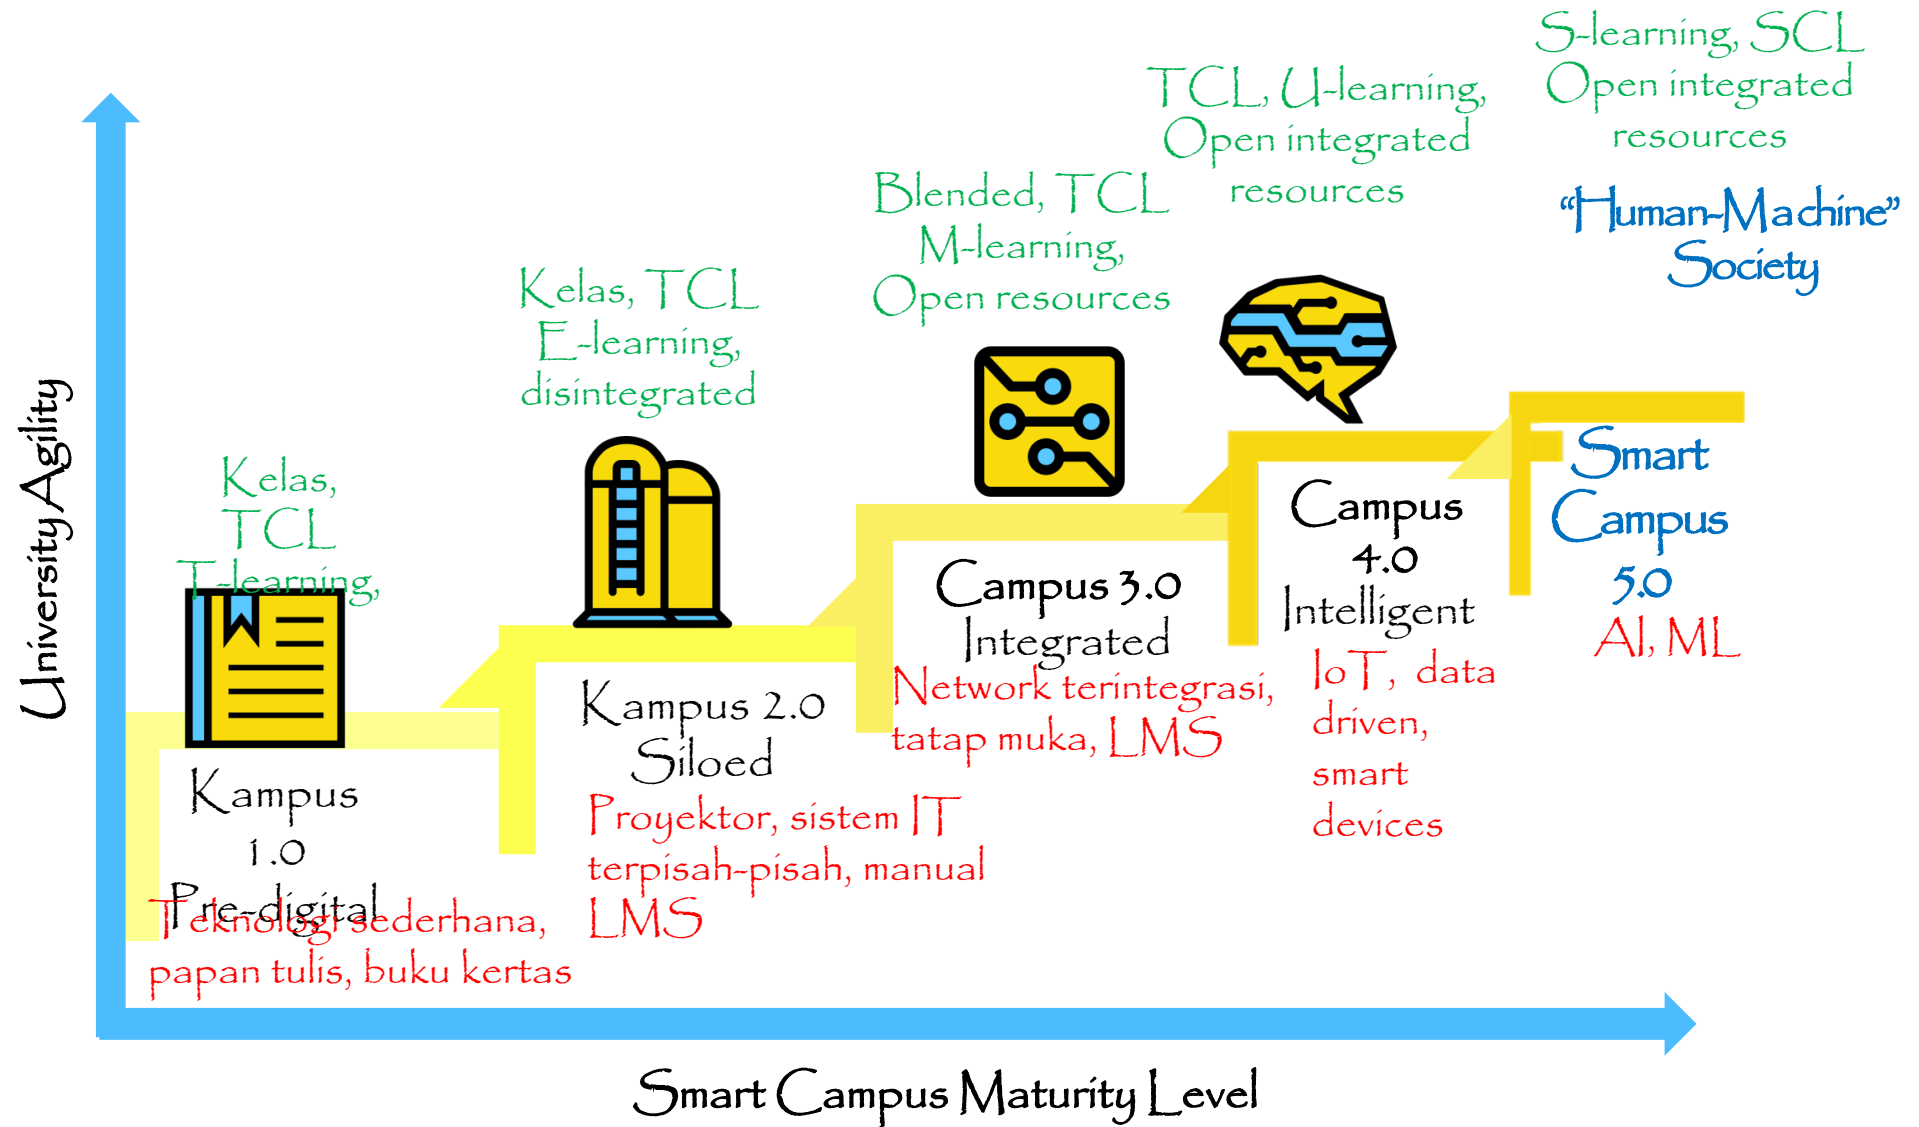 University Agility
Kelas,
TCL
T-learning,
Kampus
1.0
Pre-digital
Teknologi sederhana,
papan tulis, buku kertas
Kelas, TCL
E-learning,
disintegrated
Kampus 2.0
Siloed
Proyektor, sistem IT
terpisah-pisah, manual
LMS
Blended, TCL
M-learning,
Open resources
Campus 3.0
Integrated
Network terintegrasi,
tatap muka, LMS
TCL, U-learning,
Open integrated
resources
Campus
4.0
Intelligent
IoT, data
driven,
smart
devices
S-learning, SCL
Open integrated
resources
“Human-Machine”
Society
Smart
Campus
5.0
AI, ML
Smart Campus Maturity Level